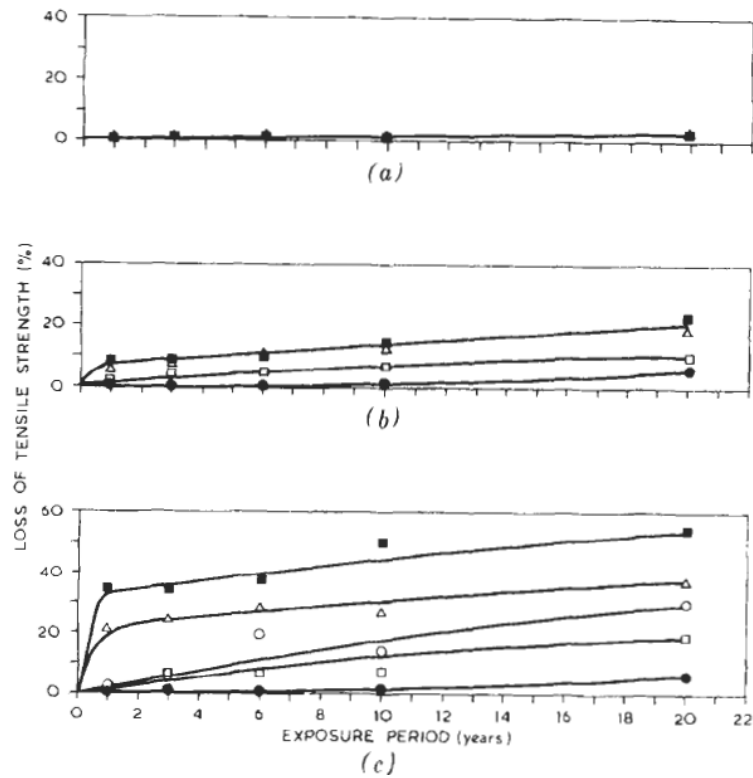 40
20
0
(a)
LOSS OF TENSILE STRENGTH (%)
40
20
0
(b)
60
40
20
0
0 2 4 6 8 10 12 14 16 18 20 22
EXPOSURE PERIOD (years)
(c)